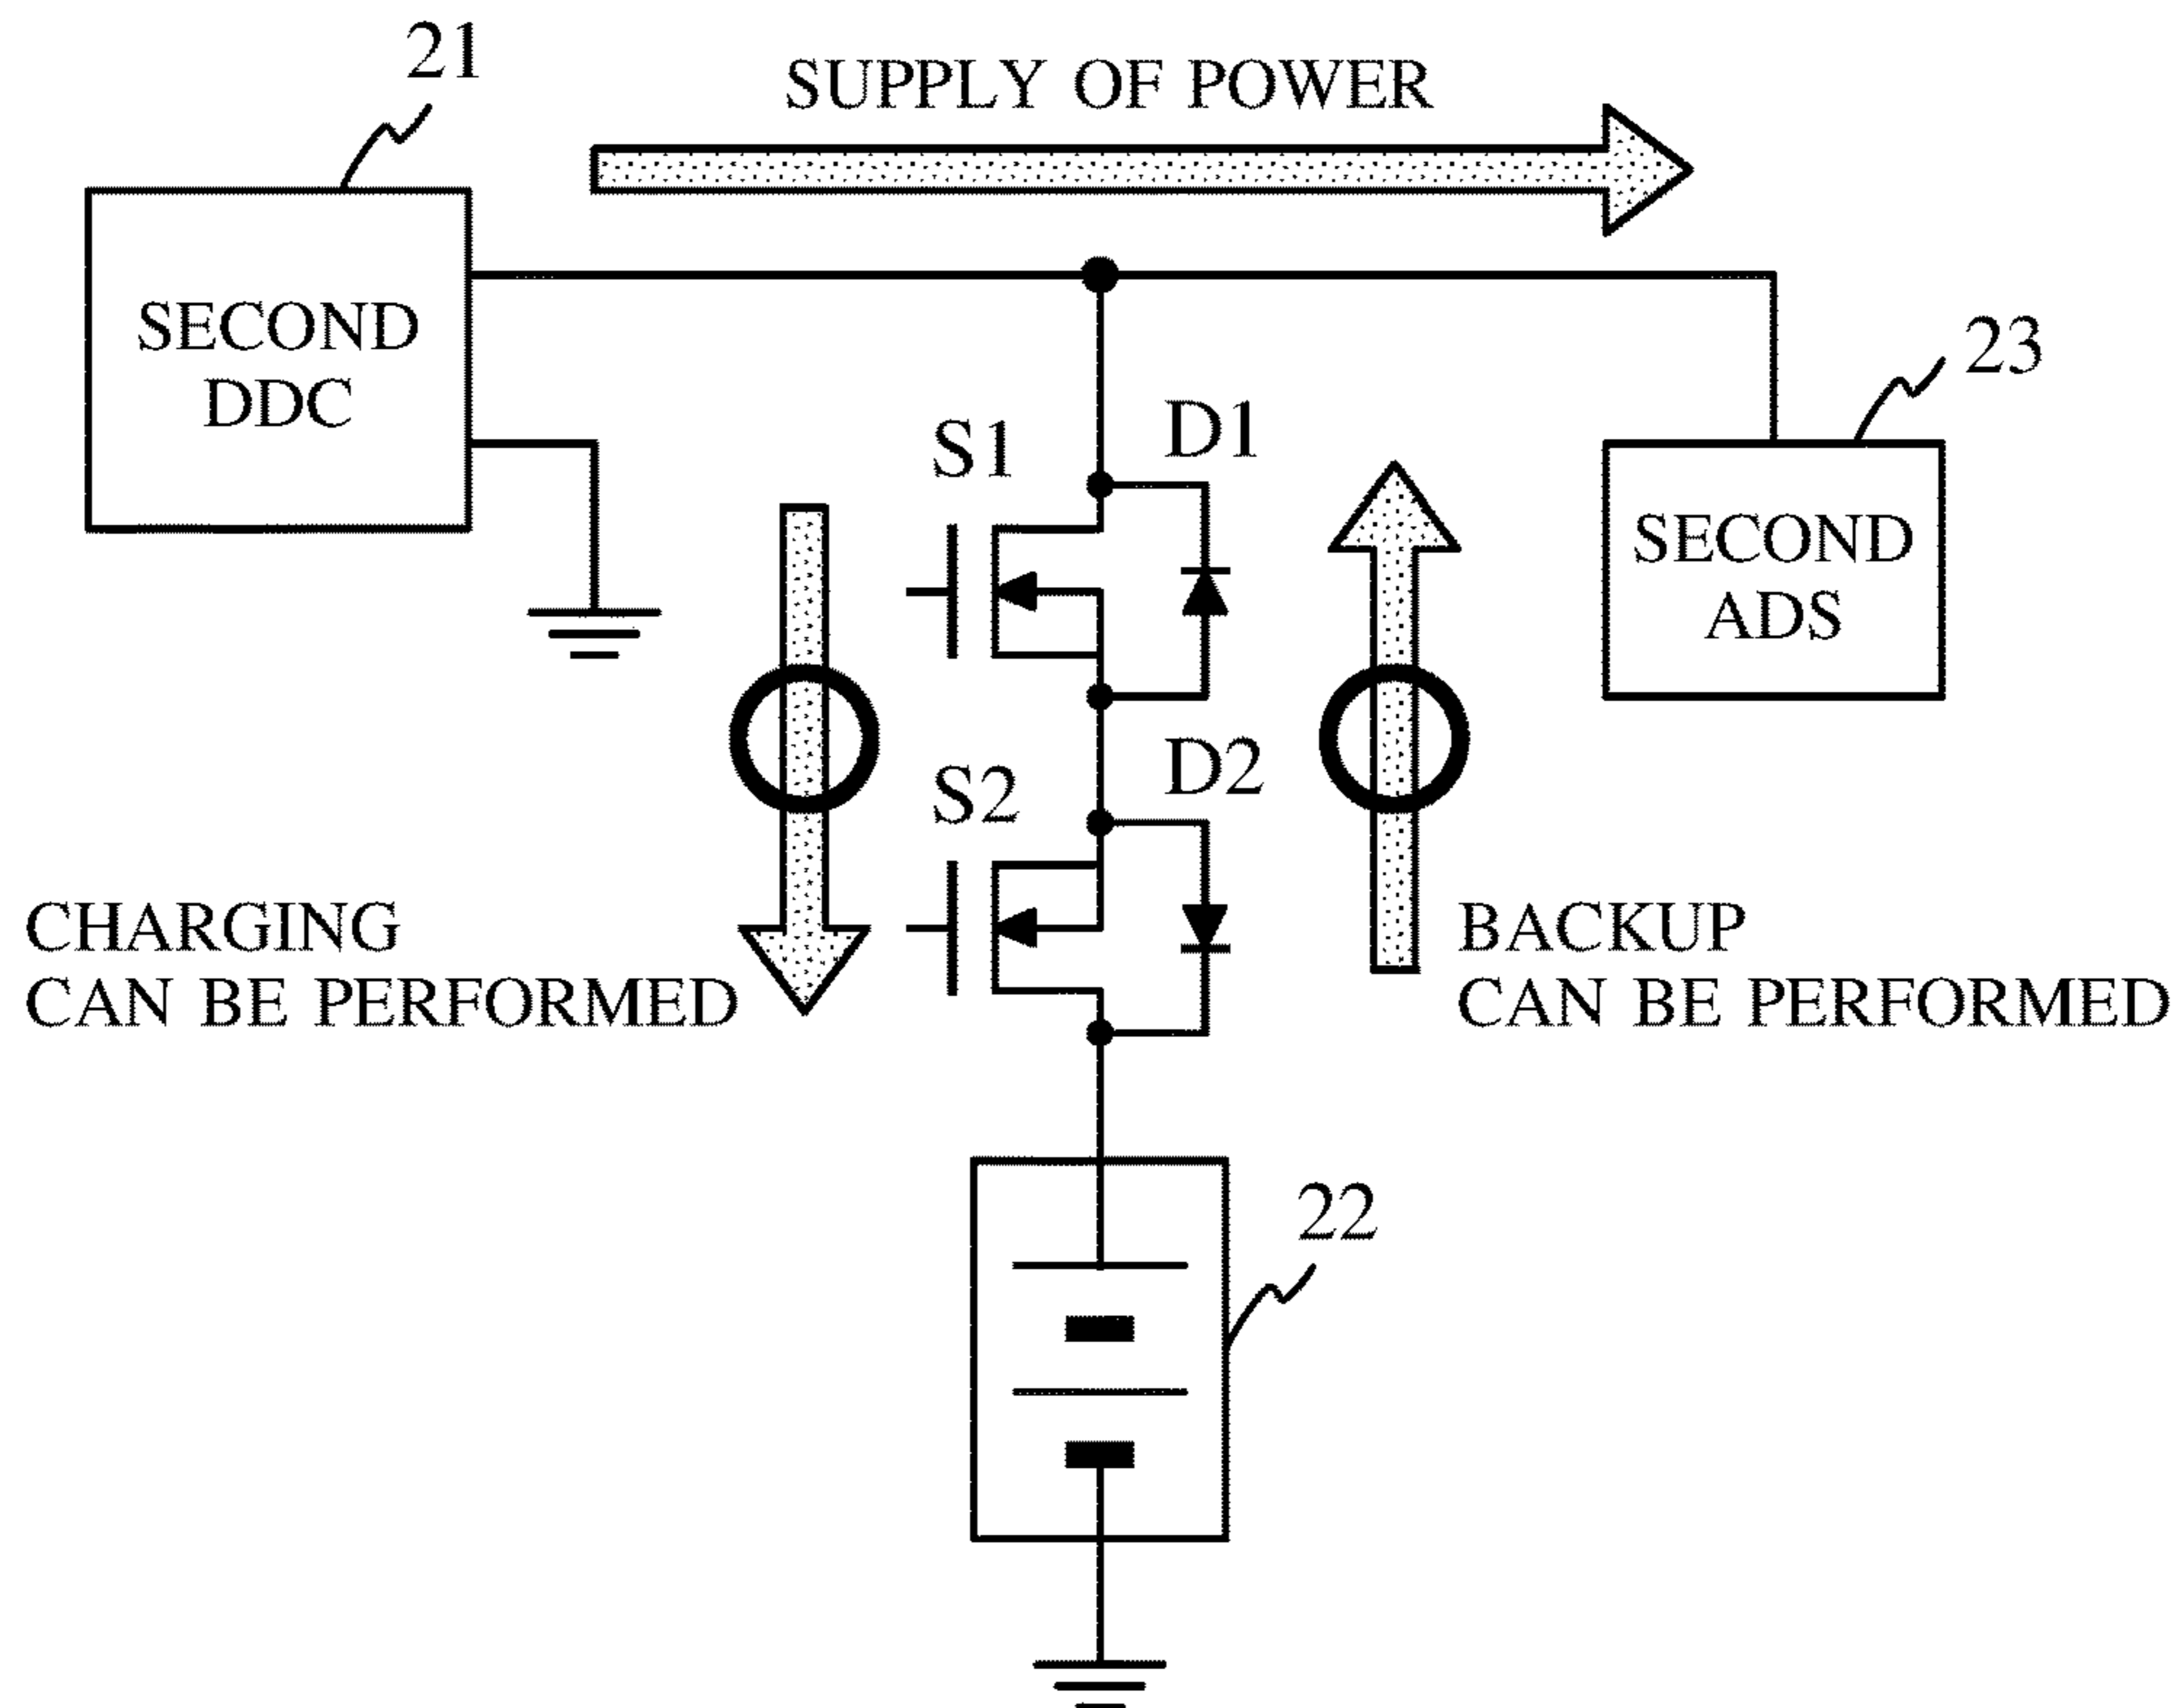 21
SUPPLY OF POWER
SECOND
DDC
23
D1
S1
SECOND
ADS
D2
S2
CHARGING
CAN BE PERFORMED
BACKUP
CAN BE PERFORMED
22